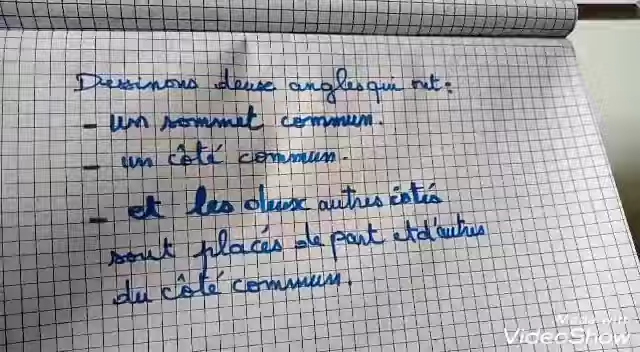 Dessinons deux angles qui ont:
- un sommet commun.
- un côté commun.
- et les deux autres côtés
sont placés de part et d'autres
du côté commun.
Made with
VideoShow